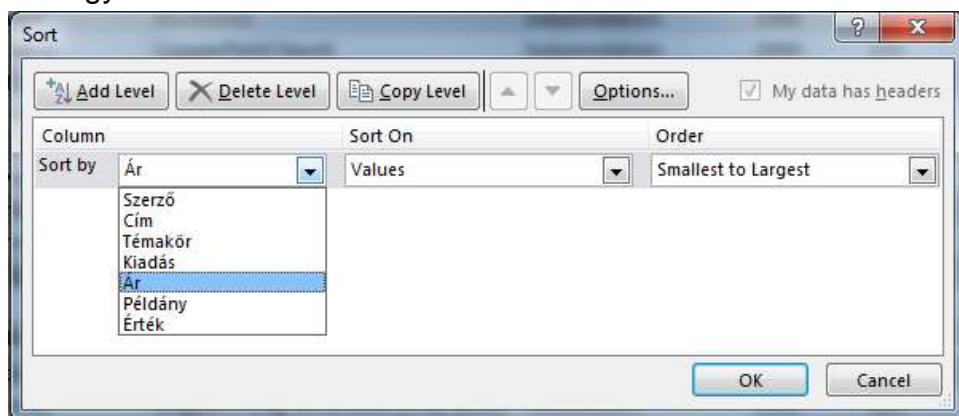 Sort
Add Level Delete Level Copy Level Options... My data has headers
Column Sort On Order
Sort by Ár Values Smallest to Largest
Szerző
Cím
Témakör
Kiadás
Ár
Példány
Érték
OK Cancel